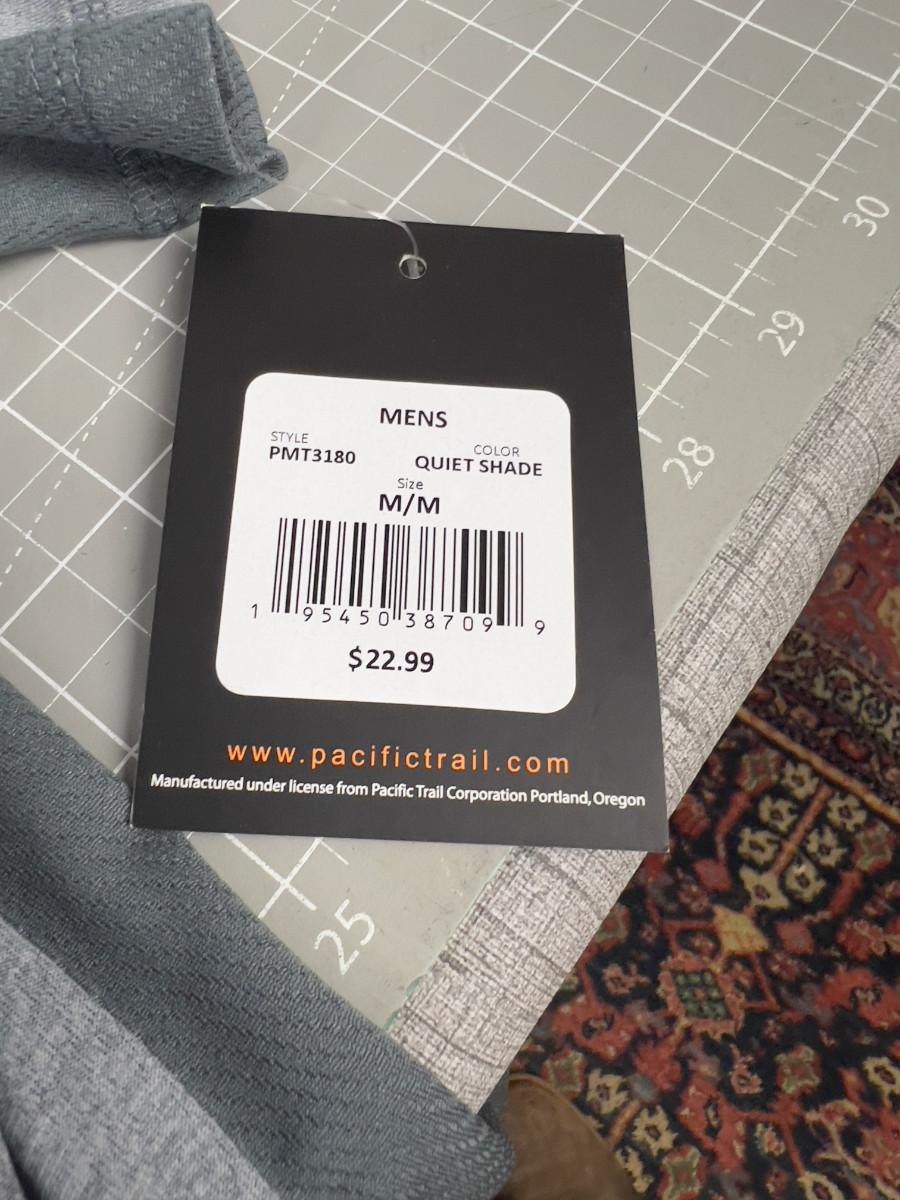 30
29
28
MENS
STYLE
PMT3180
COLOR
QUIET SHADE
Size
M/M
1 95450 38709 9
$22.99
www.pacifictrail.com
Manufactured under license from Pacific Trail Corporation Portland, Oregon
25